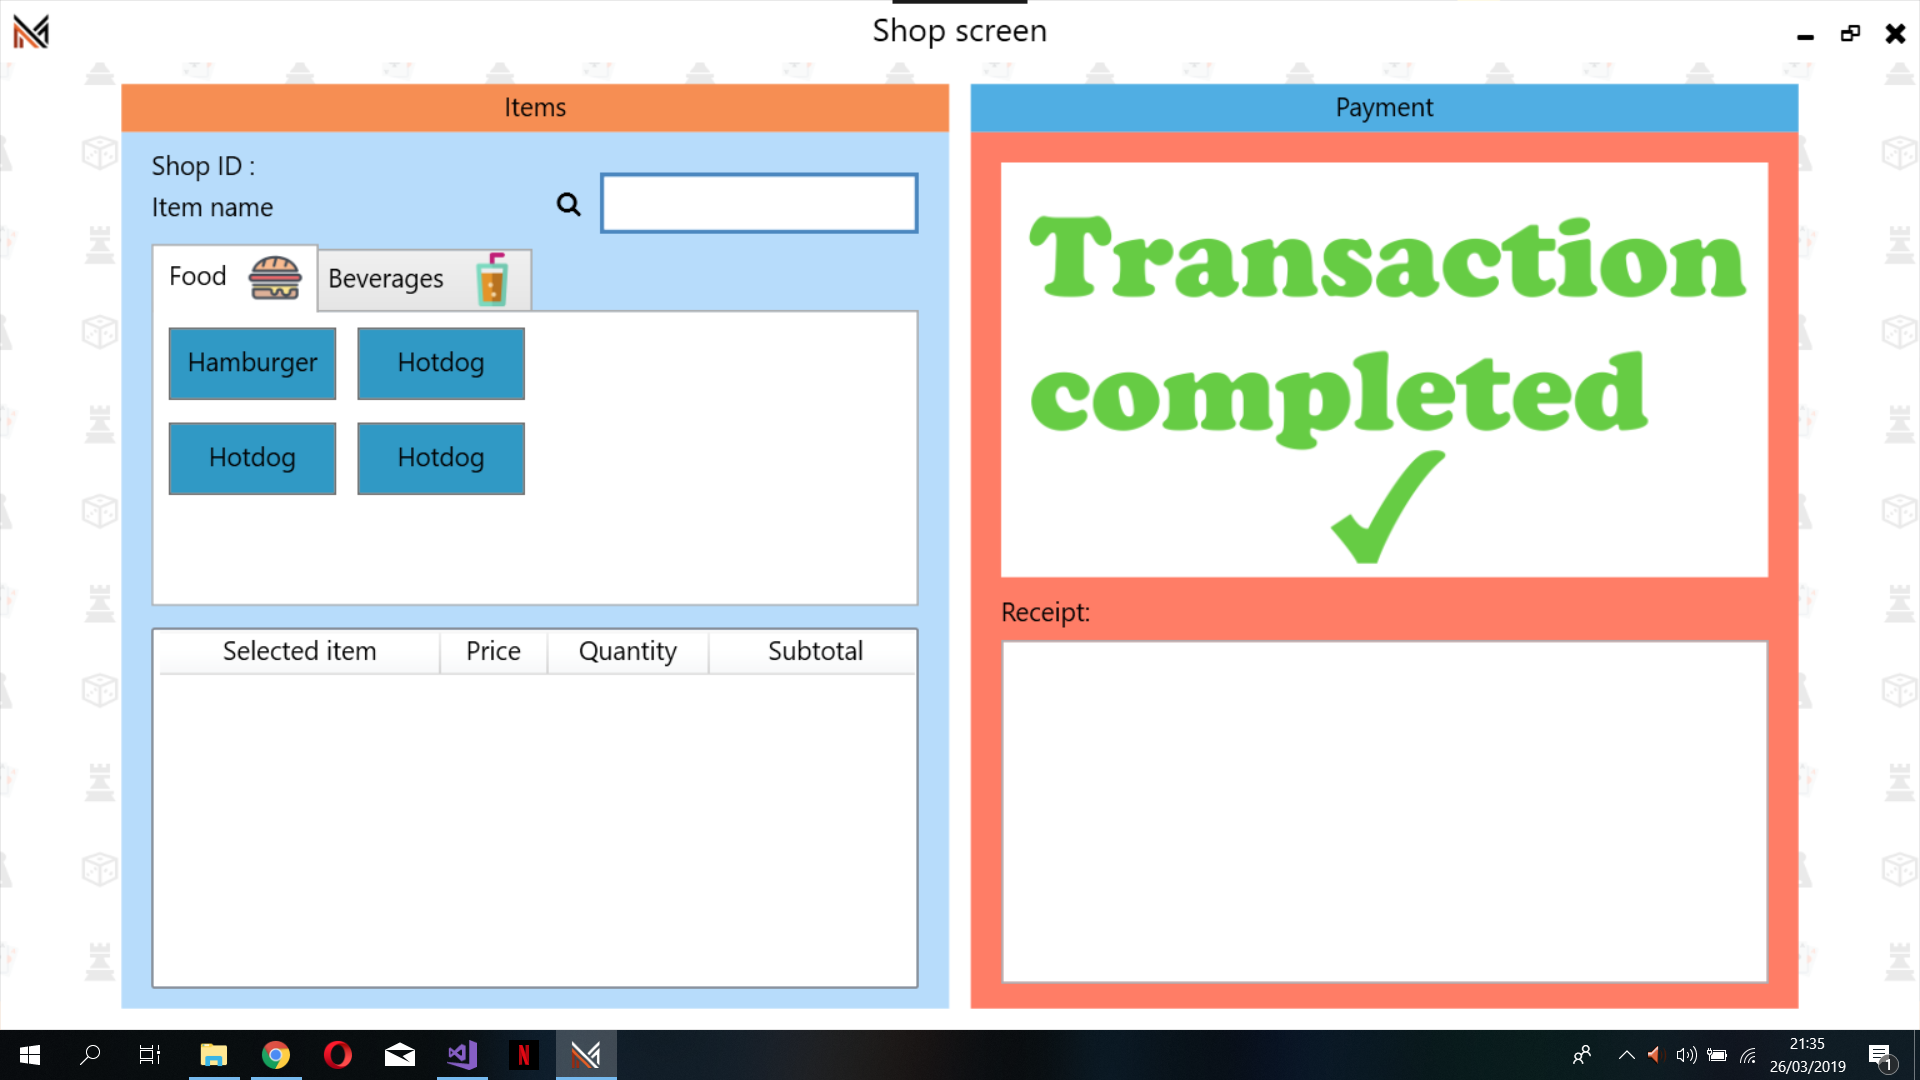 Shop screen
Items
Shop ID :
Item name
Food
Beverages
Hamburger
Hotdog
Hotdog
Hotdog
Selected item
Price
Quantity
Subtotal
Payment
Transaction
completed
Receipt:
21:35
26/03/2019
1